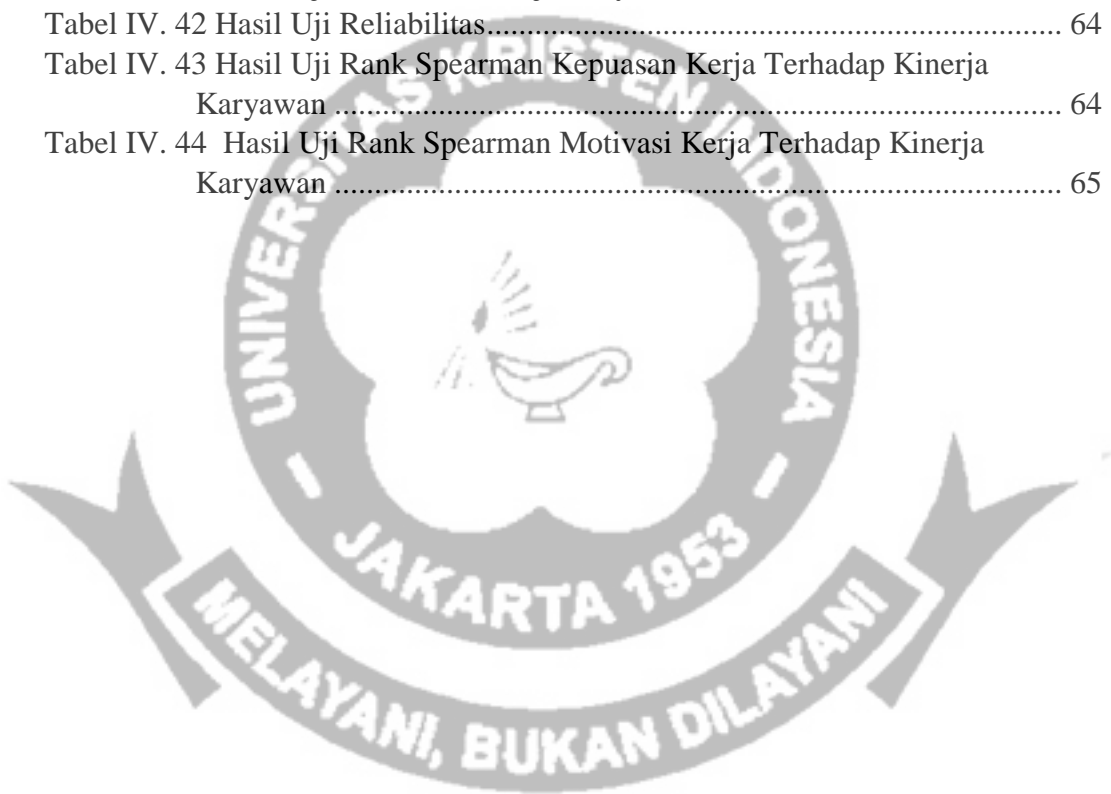 Tabel IV. 42 Hasil Uji Reliabilitas........................................................................ 64
Tabel IV. 43 Hasil Uji Rank Spearman Kepuasan Kerja Terhadap Kinerja
Karyawan ........................................................................................... 64
Tabel IV. 44  Hasil Uji Rank Spearman Motivasi Kerja Terhadap Kinerja
Karyawan ........................................................................................... 65
UNIVERSITAS KRISTEN INDONESIA
- JAKARTA 1953 -
MELAYANI, BUKAN DILAYANI